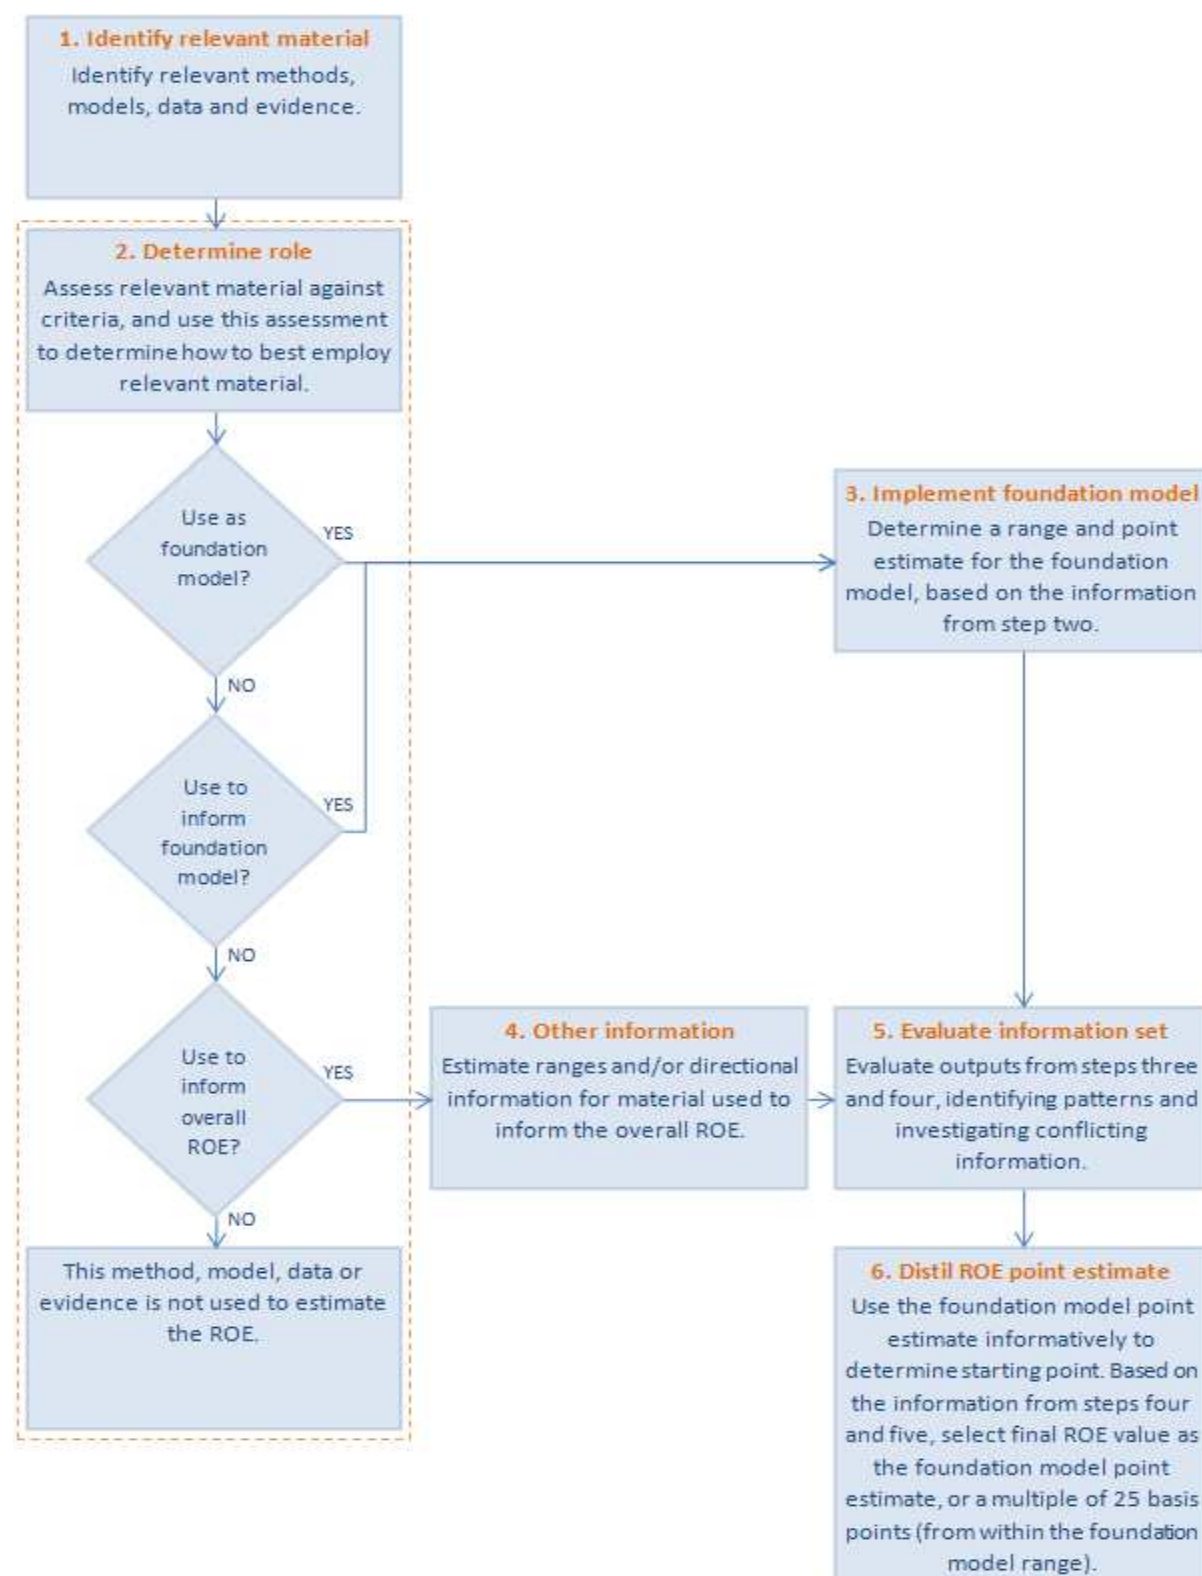 1. Identify relevant material
Identify relevant methods,
models, data and evidence.
2. Determine role
Assess relevant material against
criteria, and use this assessment
to determine how to best employ
relevant material.
Use as
foundation
model?
YES
NO
3. Implement foundation model
Determine a range and point
estimate for the foundation
model, based on the information
from step two.
Use to
inform
foundation
model?
YES
NO
Use to
inform
overall
ROE?
YES
NO
4. Other information
Estimate ranges and/or directional
information for material used to
inform the overall ROE.
5. Evaluate information set
Evaluate outputs from steps three
and four, identifying patterns and
investigating conflicting
information.
This method, model, data or
evidence is not used to estimate
the ROE.
6. Distil ROE point estimate
Use the foundation model point
estimate informatively to
determine starting point. Based on
the information from steps four
and five, select final ROE value as
the foundation model point
estimate, or a multiple of 25 basis
points (from within the foundation
model range).